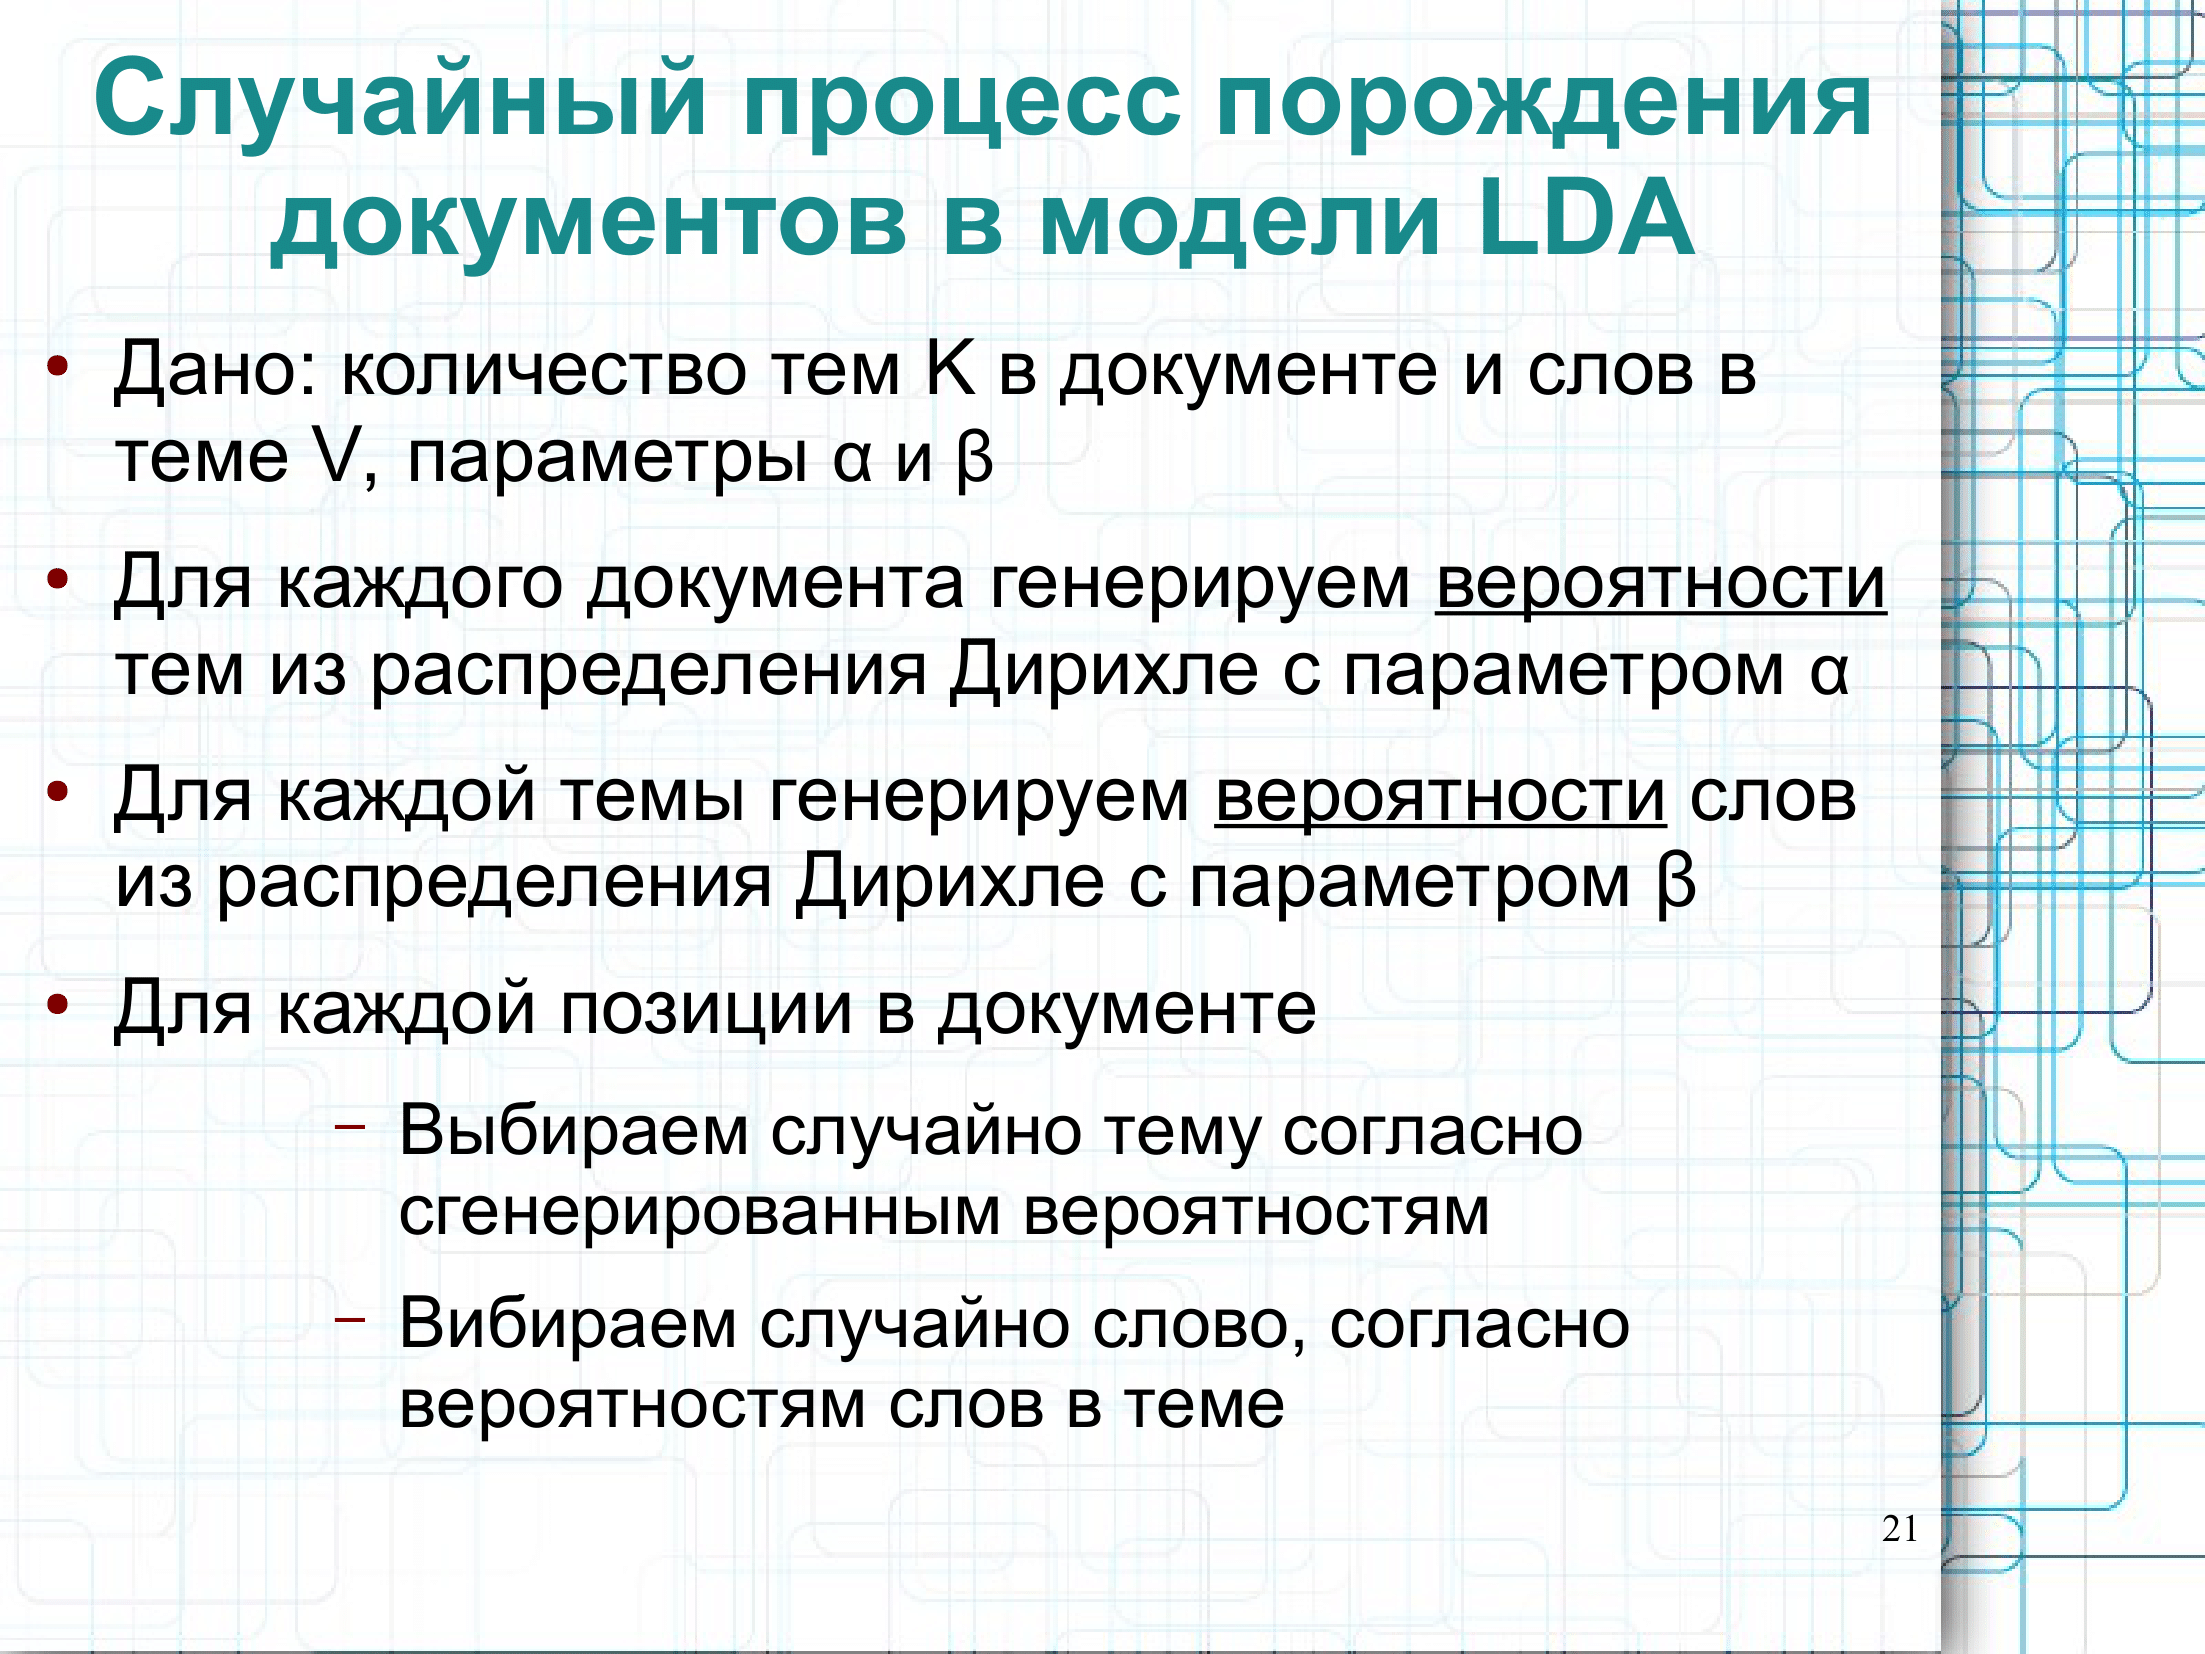 Случайный процесс порождения
документов в модели LDA
• Дано: количество тем K в документе и слов в
теме V, параметры α и β
• Для каждого документа генерируем вероятности
тем из распределения Дирихле с параметром α
• Для каждой темы генерируем вероятности слов
из распределения Дирихле с параметром β
• Для каждой позиции в документе
– Выбираем случайно тему согласно
сгенерированным вероятностям
– Вибираем случайно слово, согласно
вероятностям слов в теме
21